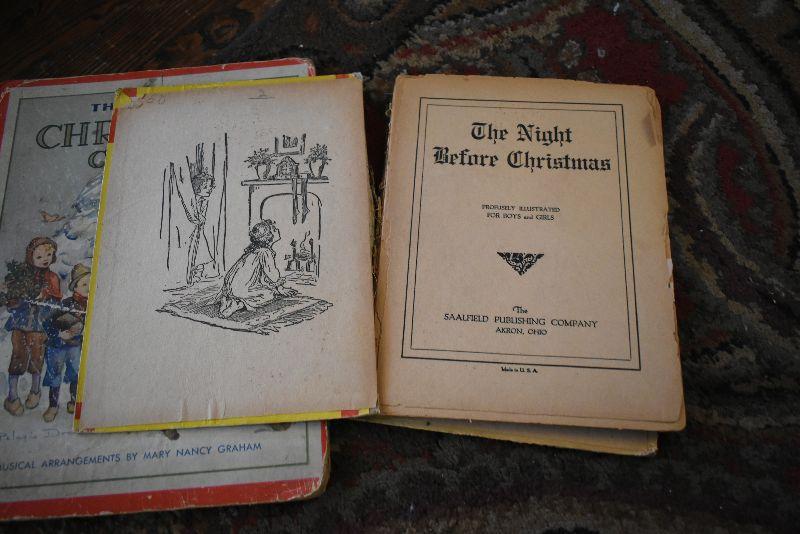 TH
CHR
C
MUSICAL ARRANGEMENTS BY MARY NANCY GRAHAM
The Night
Before Christmas
PROFUSELY ILLUSTRATED
FOR BOYS and GIRLS
The
SAALFIELD PUBLISHING COMPANY
AKRON, OHIO
Made in U. S. A.